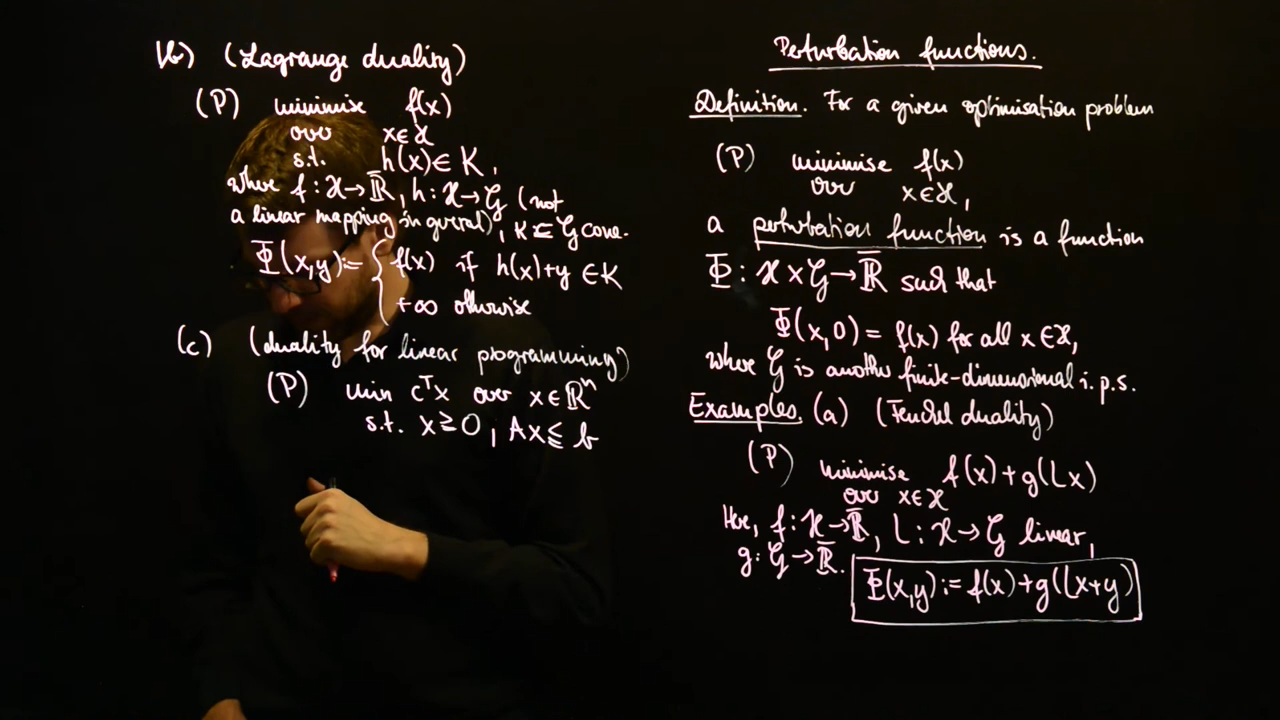 (b) (Lagrange duality)
(P) minimise f(x)
over x∈𝓗
s.t. h(x)∈K,
where f:𝓗→ℝ̄, h:𝓗→𝓖 (not
a linear mapping in general), K⊆𝓖 cone.
Φ(x,y):= { f(x) if h(x)+y ∈K
+∞ otherwise
(c) (duality for linear programming)
(P) min cᵀx over x∈ℝⁿ
s.t. x≥0, Ax≦b
Perturbation functions.
Definition. For a given optimisation problem
(P) minimise f(x)
over x∈𝓗,
a perturbation function is a function
Φ: 𝓗×𝓖→ℝ̄ such that
Φ(x,0) = f(x) for all x∈𝓗,
where 𝓖 is another finite-dimensional i.p.s.
Examples. (a) (Fenchel duality)
(P) minimise f(x)+g(Lx)
over x∈𝓗
Here, f:𝓗→ℝ̄, L:𝓗→𝓖 linear,
g:𝓖→ℝ̄.
Φ(x,y):= f(x)+g(Lx+y)